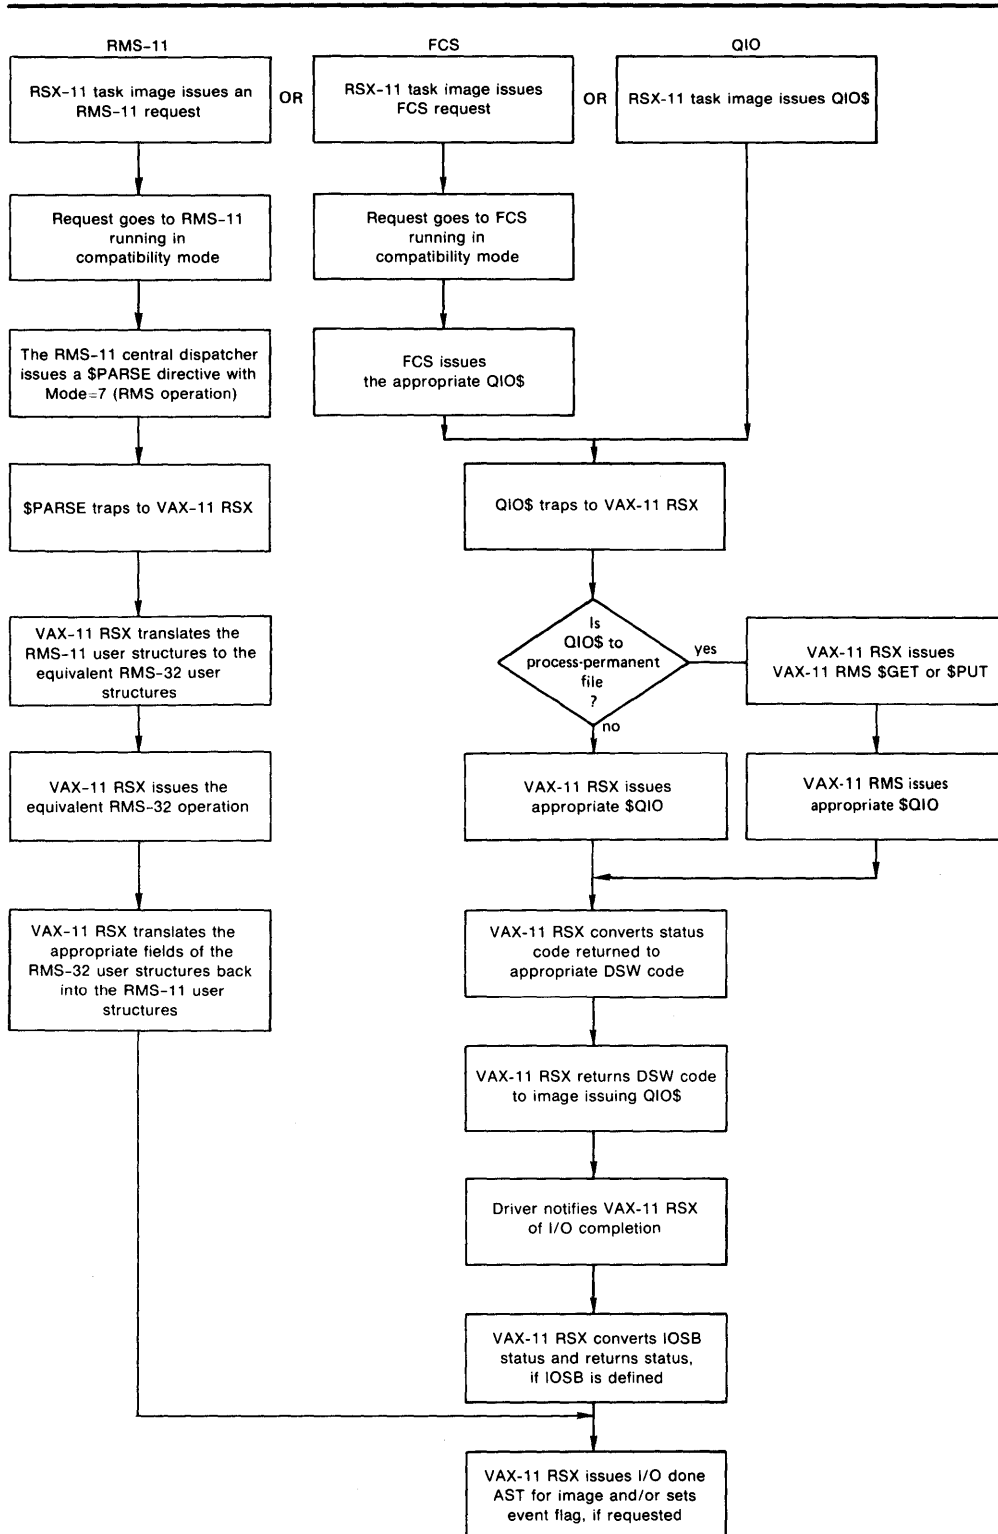 RMS-11
FCS
QIO
RSX-11 task image issues an
RMS-11 request
OR
RSX-11 task image issues
FCS request
OR
RSX-11 task image issues QIO$
Request goes to RMS-11
running in
compatibility mode
Request goes to FCS
running in
compatibility mode
The RMS-11 central dispatcher
issues a $PARSE directive with
Mode=7 (RMS operation)
FCS issues
the appropriate QIO$
$PARSE traps to VAX-11 RSX
QIO$ traps to VAX-11 RSX
VAX-11 RSX translates the
RMS-11 user structures to the
equivalent RMS-32 user
structures
Is
QIO$ to
process-permanent
file
?
yes
no
VAX-11 RSX issues
VAX-11 RMS $GET or $PUT
VAX-11 RSX issues the
equivalent RMS-32 operation
VAX-11 RSX issues
appropriate $QIO
VAX-11 RMS issues
appropriate $QIO
VAX-11 RSX translates the
appropriate fields of the
RMS-32 user structures back
into the RMS-11 user
structures
VAX-11 RSX converts status
code returned to
appropriate DSW code
VAX-11 RSX returns DSW code
to image issuing QIO$
Driver notifies VAX-11 RSX
of I/O completion
VAX-11 RSX converts IOSB
status and returns status,
if IOSB is defined
VAX-11 RSX issues I/O done
AST for image and/or sets
event flag, if requested